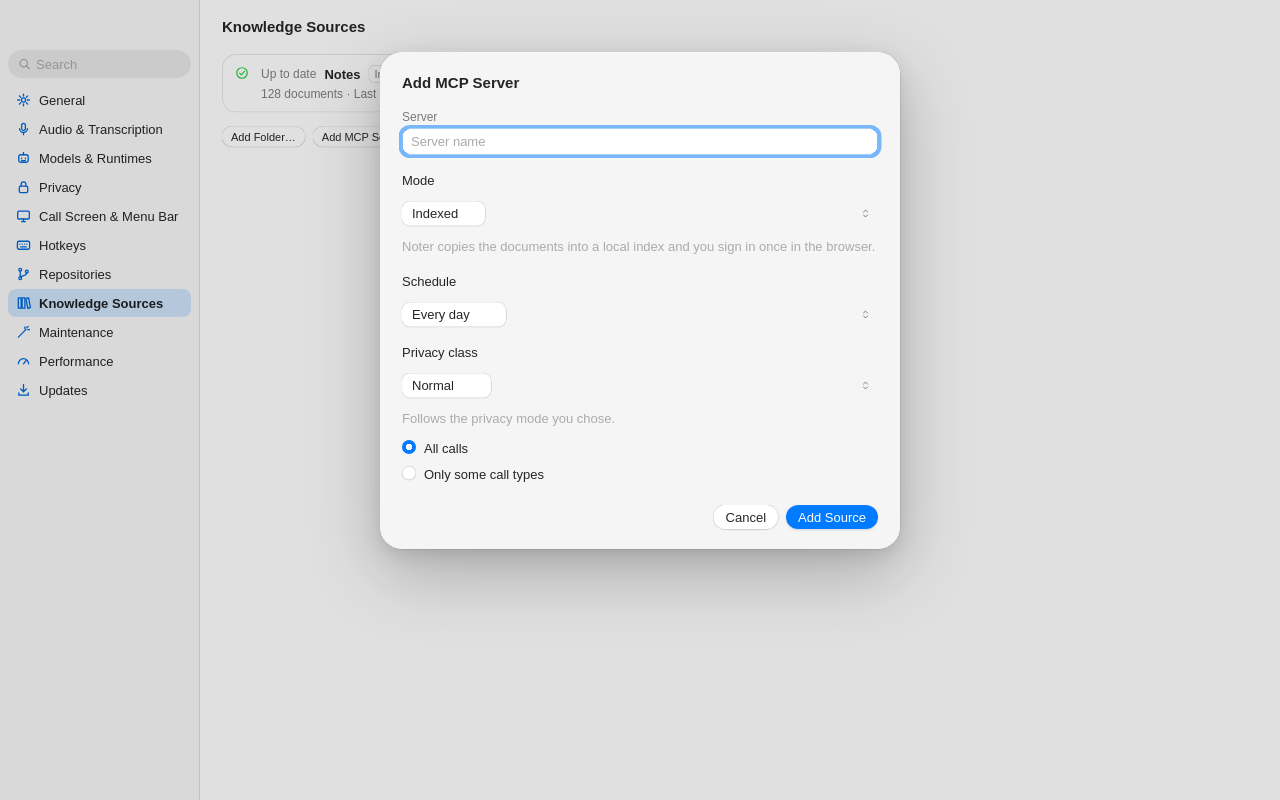 Knowledge Sources
Search
General
Audio & Transcription
Models & Runtimes
Privacy
Call Screen & Menu Bar
Hotkeys
Repositories
Knowledge Sources
Maintenance
Performance
Updates
Up to date Notes
128 documents · Last
Add Folder… Add MCP
Add MCP Server
Server
Server name
Mode
Indexed
Noter copies the documents into a local index and you sign in once in the browser.
Schedule
Every day
Privacy class
Normal
Follows the privacy mode you chose.
All calls
Only some call types
Cancel Add Source